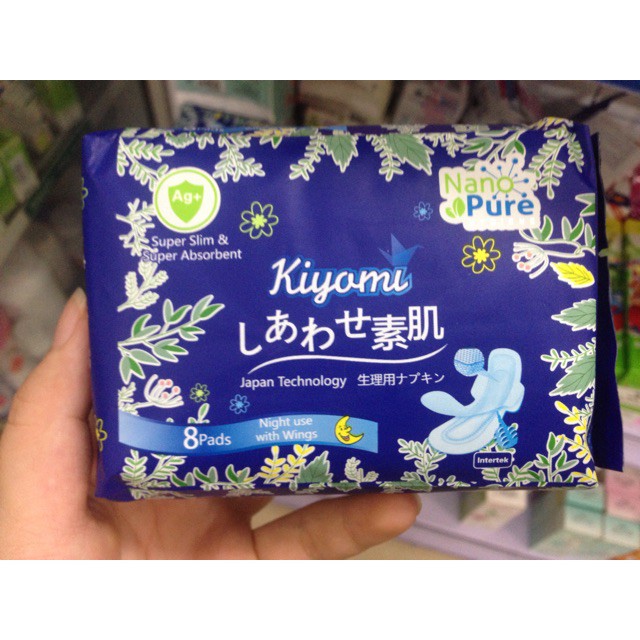 Ag+
Super Slim &
Super Absorbent
Nano
Pure
Kiyomi
しあわせ素肌
Japan Technology 生理用ナプキン
8Pads
Night use
with Wings
Intertek